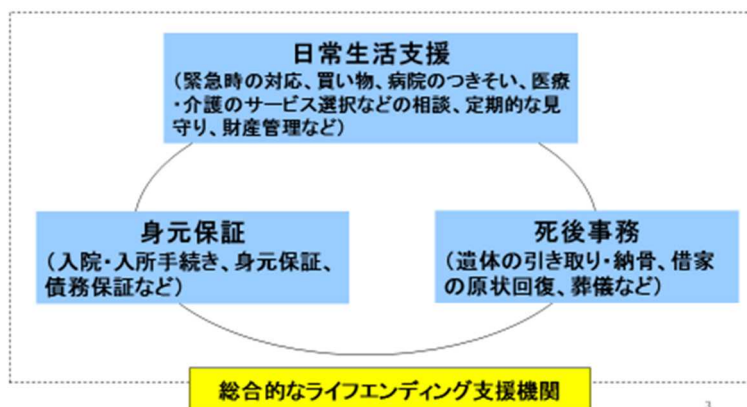 日常生活支援
（緊急時の対応、買い物、病院のつきそい、医療
・介護のサービス選択などの相談、定期的な見
守り、財産管理など）
身元保証
（入院・入所手続き、身元保証、
債務保証など）
死後事務
（遺体の引き取り・納骨、借家
の原状回復、葬儀など）
総合的なライフエンディング支援機関
3